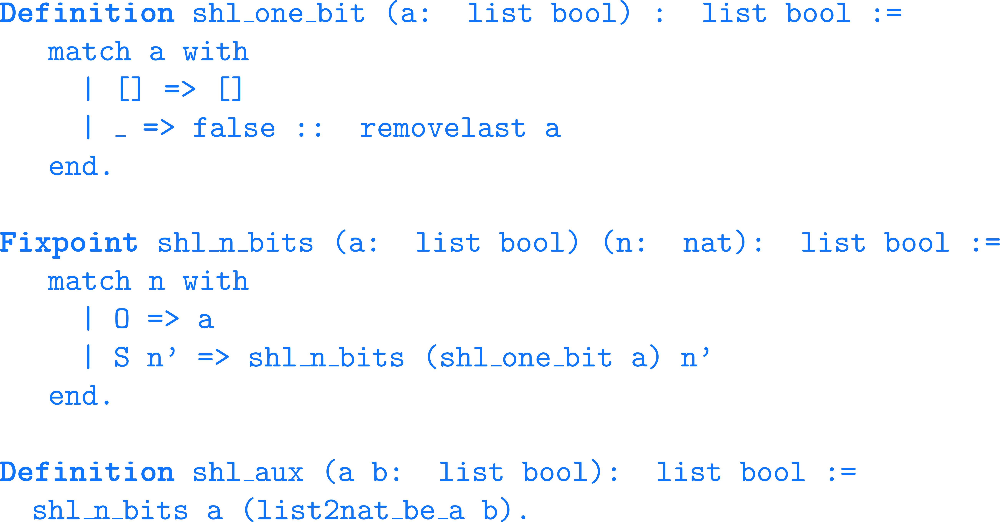 Definition shl_one_bit (a: list bool) : list bool :=
match a with
| [] => []
| _ => false :: removelast a
end.
Fixpoint shl_n_bits (a: list bool) (n: nat): list bool :=
match n with
| O => a
| S n’ => shl_n_bits (shl_one_bit a) n’
end.
Definition shl_aux (a b: list bool): list bool :=
shl_n_bits a (list2nat_be_a b).